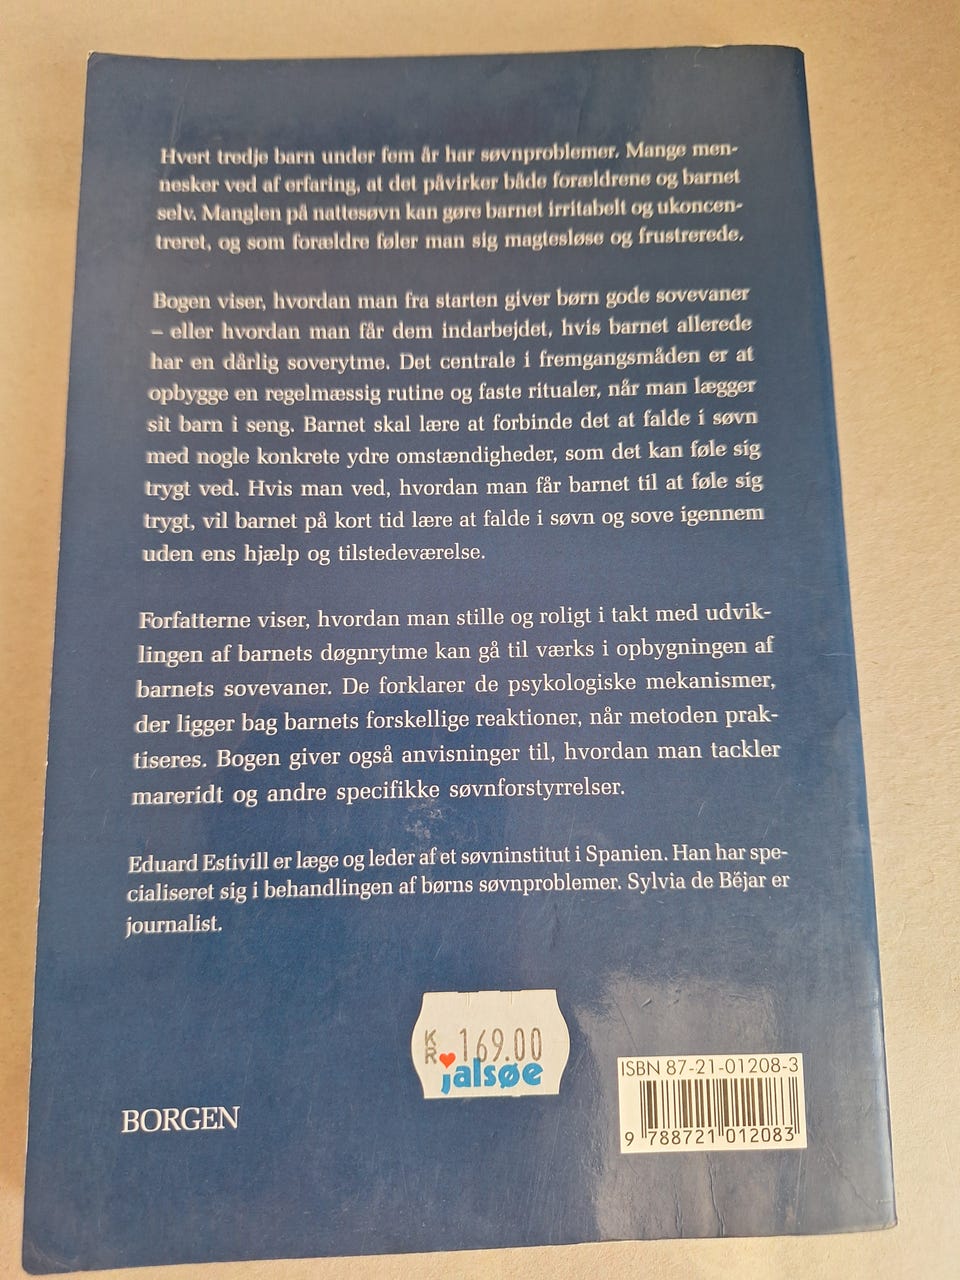 Hvert tredje barn under fem år har søvnproblemer. Mange men-
nesker ved af erfaring, at det påvirker både forældrene og barnet
selv. Manglen på nattesøvn kan gøre barnet irritabelt og ukoncen-
treret, og som forældre føler man sig magtesløse og frustrerede.
Bogen viser, hvordan man fra starten giver børn gode sovevaner
– eller hvordan man får dem indarbejdet, hvis barnet allerede
har en dårlig soverytme. Det centrale i fremgangsmåden er at
opbygge en regelmæssig rutine og faste ritualer, når man lægger
sit barn i seng. Barnet skal lære at forbinde det at falde i søvn
med nogle konkrete ydre omstændigheder, som det kan føle sig
trygt ved. Hvis man ved, hvordan man får barnet til at føle sig
trygt, vil barnet på kort tid lære at falde i søvn og sove igennem
uden ens hjælp og tilstedeværelse.
Forfatterne viser, hvordan man stille og roligt i takt med udvik-
lingen af barnets døgnrytme kan gå til værks i opbygningen af
barnets sovevaner. De forklarer de psykologiske mekanismer,
der ligger bag barnets forskellige reaktioner, når metoden prak-
tiseres. Bogen giver også anvisninger til, hvordan man tackler
mareridt og andre specifikke søvnforstyrrelser.
Eduard Estivill er læge og leder af et søvninstitut i Spanien. Han har spe-
cialiseret sig i behandlingen af børns søvnproblemer. Sylvia de Bëjar er
journalist.
KR 169.00
jalsøe
ISBN 87-21-01208-3
9 788721 012083
BORGEN